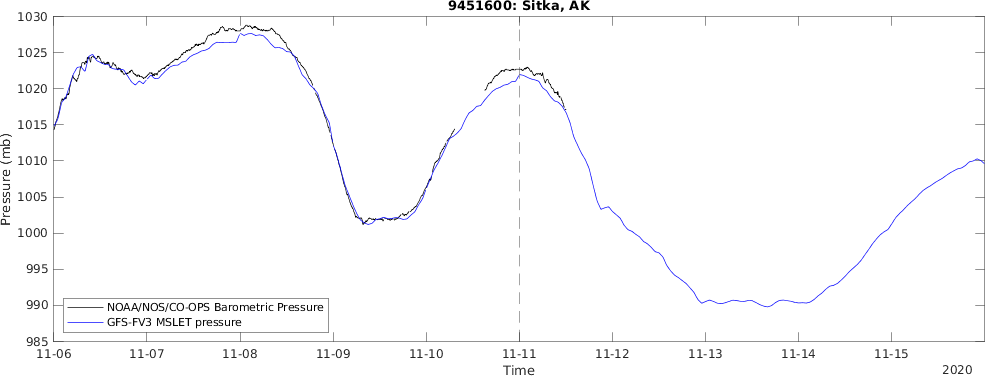 9451600: Sitka, AK
1030
1025
1020
1015
1010
1005
1000
995
990
985
Pressure (mb)
NOAA/NOS/CO-OPS Barometric Pressure
GFS-FV3 MSLET pressure
11-06 11-07 11-08 11-09 11-10 11-11 11-12 11-13 11-14 11-15
Time
2020